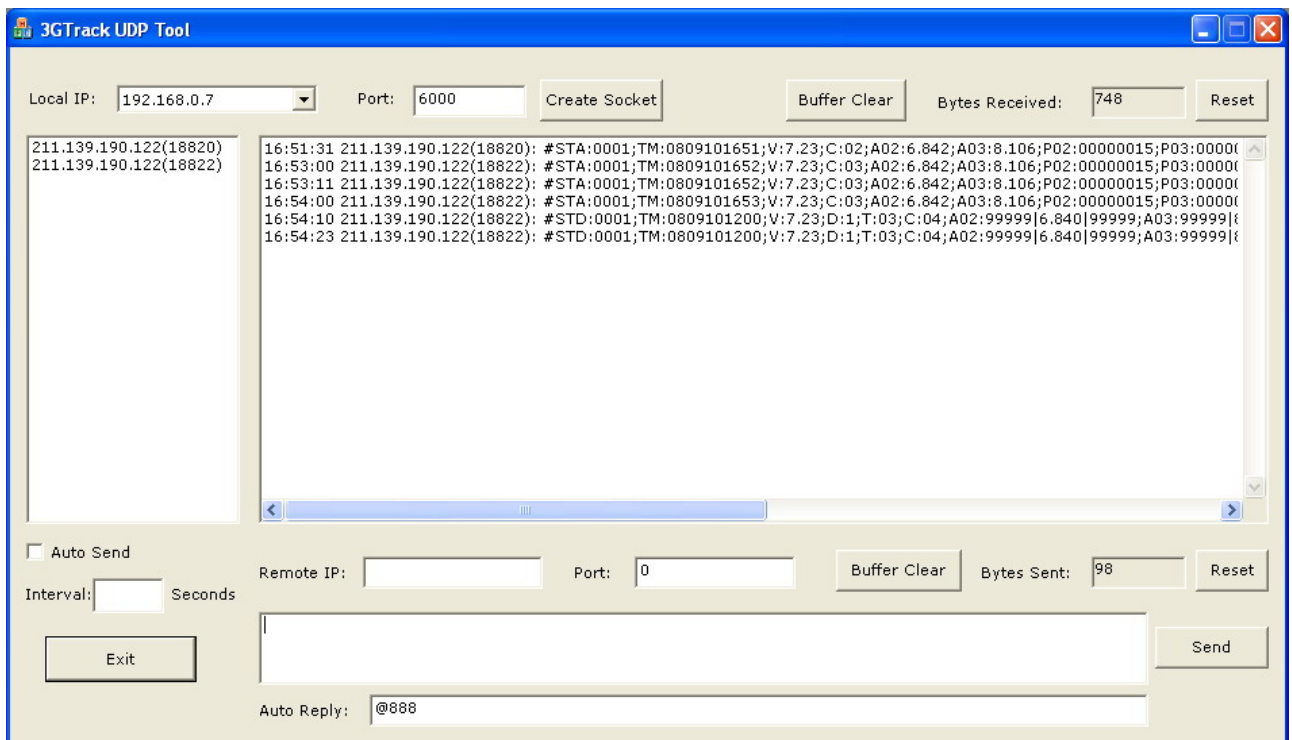 3GTrack UDP Tool
Local IP: 192.168.0.7 Port: 6000 Create Socket Buffer Clear Bytes Received: 748 Reset
211.139.190.122(18820)
211.139.190.122(18822)
16:51:31 211.139.190.122(18820): #STA:0001;TM:0809101651;V:7.23;C:02;A02:6.842;A03:8.106;P02:00000015;P03:0000(
16:53:00 211.139.190.122(18822): #STA:0001;TM:0809101652;V:7.23;C:03;A02:6.842;A03:8.106;P02:00000015;P03:0000(
16:53:11 211.139.190.122(18822): #STA:0001;TM:0809101652;V:7.23;C:03;A02:6.842;A03:8.106;P02:00000015;P03:0000(
16:54:00 211.139.190.122(18822): #STA:0001;TM:0809101653;V:7.23;C:03;A02:6.842;A03:8.106;P02:00000015;P03:0000(
16:54:10 211.139.190.122(18822): #STD:0001;TM:0809101200;V:7.23;D:1;T:03;C:04;A02:99999|6.840|99999;A03:99999|
16:54:23 211.139.190.122(18822): #STD:0001;TM:0809101200;V:7.23;D:1;T:03;C:04;A02:99999|6.840|99999;A03:99999|
Auto Send
Remote IP: Port: 0 Buffer Clear Bytes Sent: 98 Reset
Interval: Seconds
Send
Exit
Auto Reply: @888